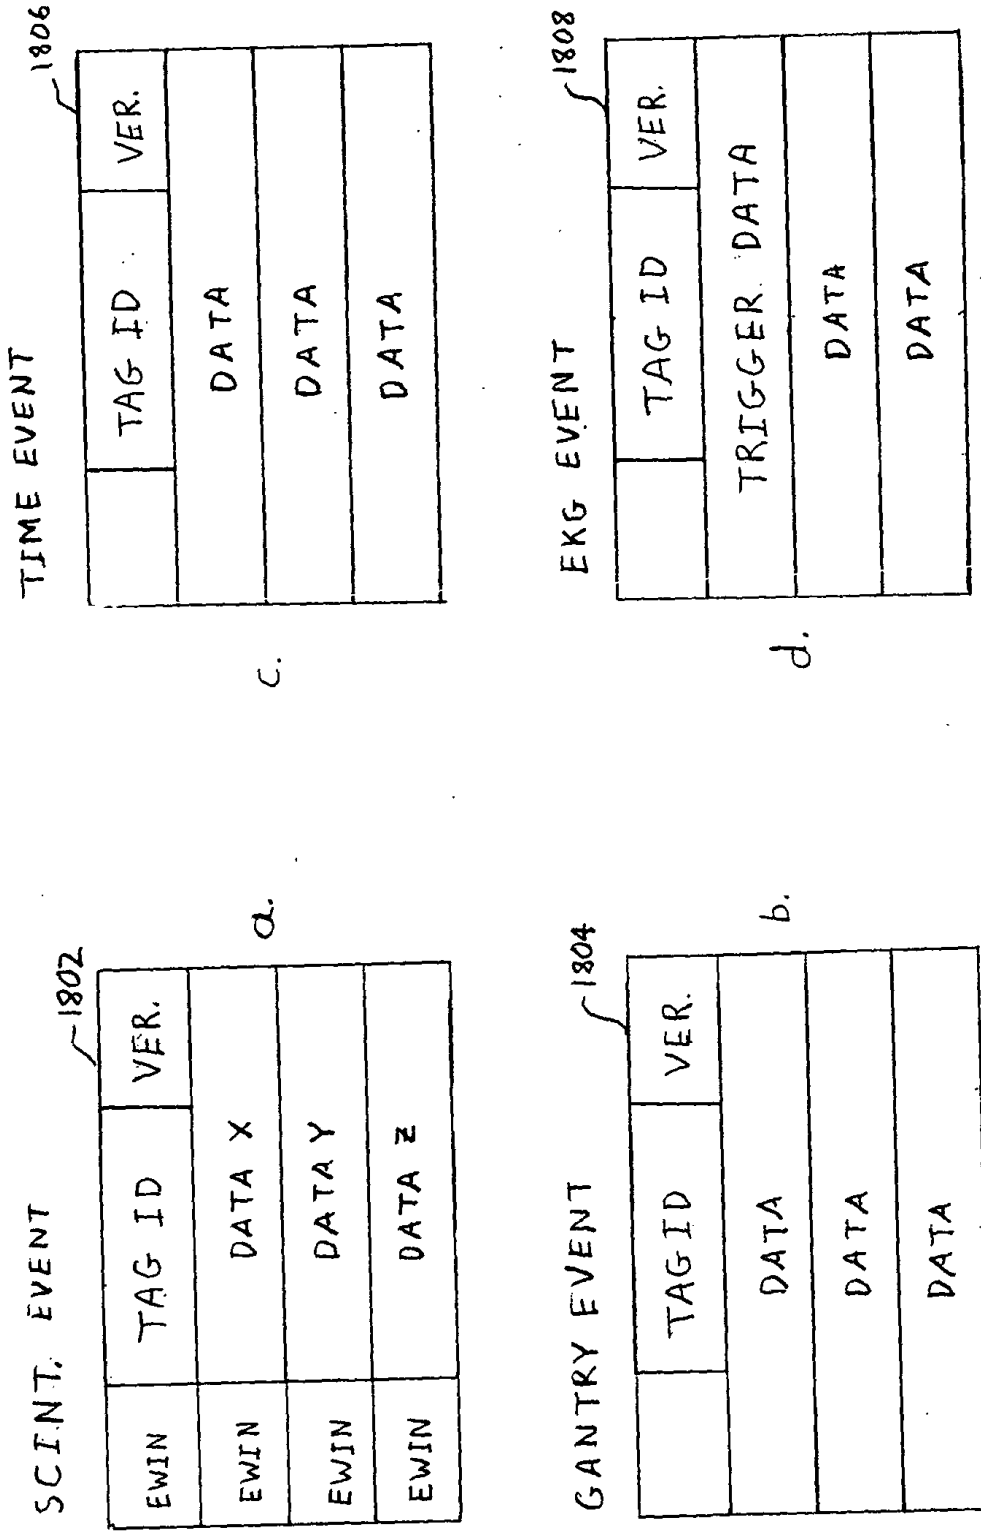 SCINT. EVENT
1802
EWIN TAG ID VER.
EWIN DATA X
EWIN DATA Y
EWIN DATA Z
a.
GANTRY EVENT
1804
TAG ID VER.
DATA
DATA
DATA
b.
TIME EVENT
1806
TAG ID VER.
DATA
DATA
DATA
c.
EKG EVENT
1808
TAG ID VER.
TRIGGER DATA
DATA
DATA
d.